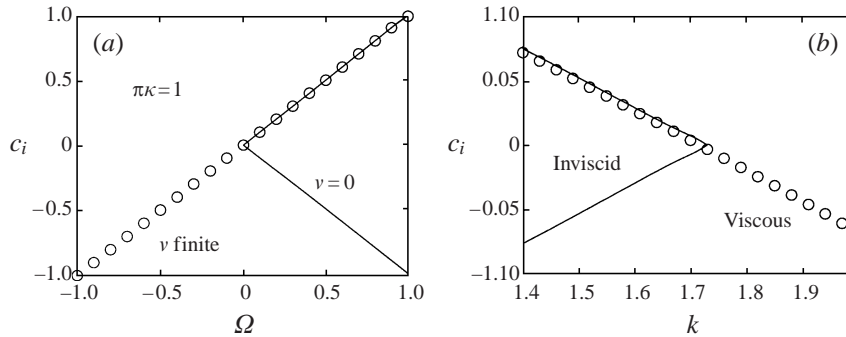 (a)
1.0
0.5
0
−0.5
−1.0
c_i
πκ=1
ν=0
ν finite
−1.0 −0.5 0 0.5 1.0
Ω
(b)
1.10
0.05
0
−0.05
−1.10
c_i
Inviscid
Viscous
1.4 1.5 1.6 1.7 1.8 1.9
k